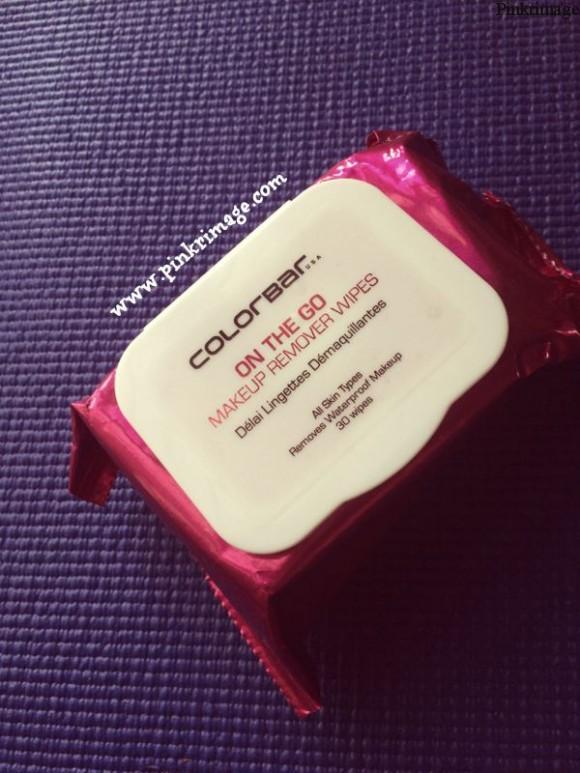 Pinkrimage
www.pinkrimage.com
COLORBAR USA
ON THE GO
MAKEUP REMOVER WIPES
Délai Lingettes Démaquillantes
All Skin Types
Removes Waterproof Makeup
30 wipes